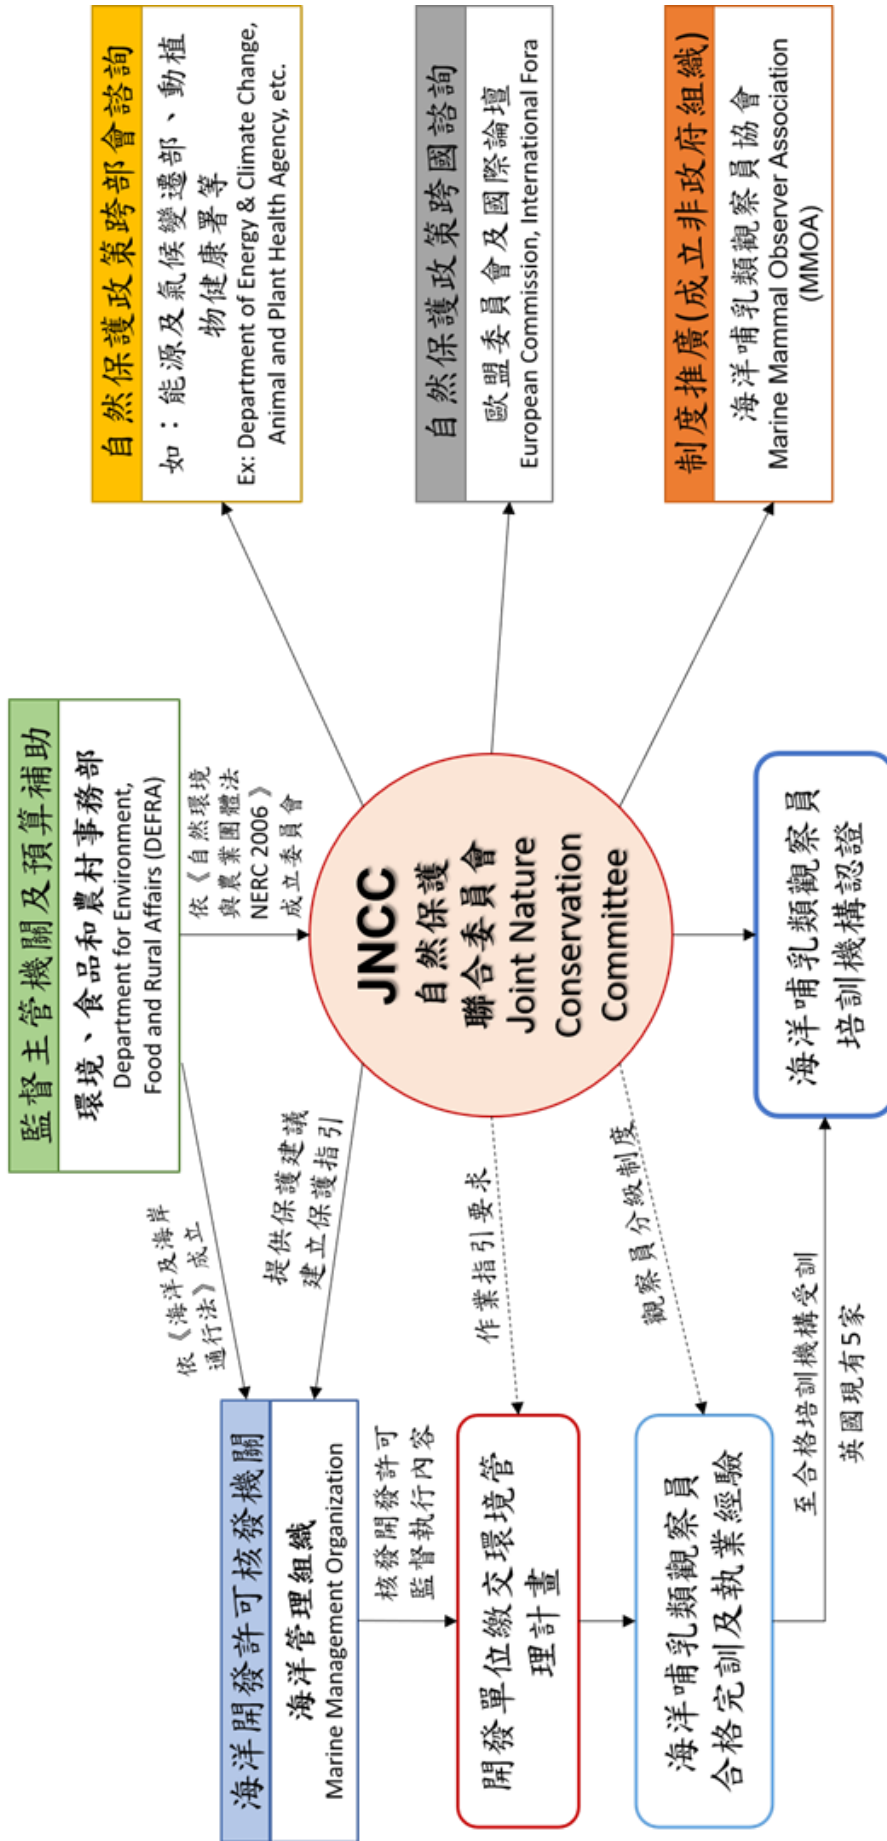 監督主管機關及預算補助
環境、食品和農村事務部
Department for Environment,
Food and Rural Affairs (DEFRA)
依《海洋及海岸
通行法》成立
依《自然環境
與農業團體法
NERC 2006》
成立委員會
海洋開發許可核發機關
海洋管理組織
Marine Management Organization
提供保護建議
建立保護指引
JNCC
自然保護
聯合委員會
Joint Nature
Conservation
Committee
自然保護政策跨部會諮詢
如：能源及氣候變遷部、動植
物健康署等
Ex: Department of Energy & Climate Change,
Animal and Plant Health Agency, etc.
自然保護政策跨國諮詢
歐盟委員會及國際論壇
European Commission, International Fora
制度推廣(成立非政府組織)
海洋哺乳類觀察員協會
Marine Mammal Observer Association
(MMOA)
核發開發許可
監督執行內容
作業指引要求
開發單位繳交環境管
理計畫
觀察員分級制度
海洋哺乳類觀察員
合格完訓及執業經驗
至合格培訓機構受訓
英國現有5家
海洋哺乳類觀察員
培訓機構認證